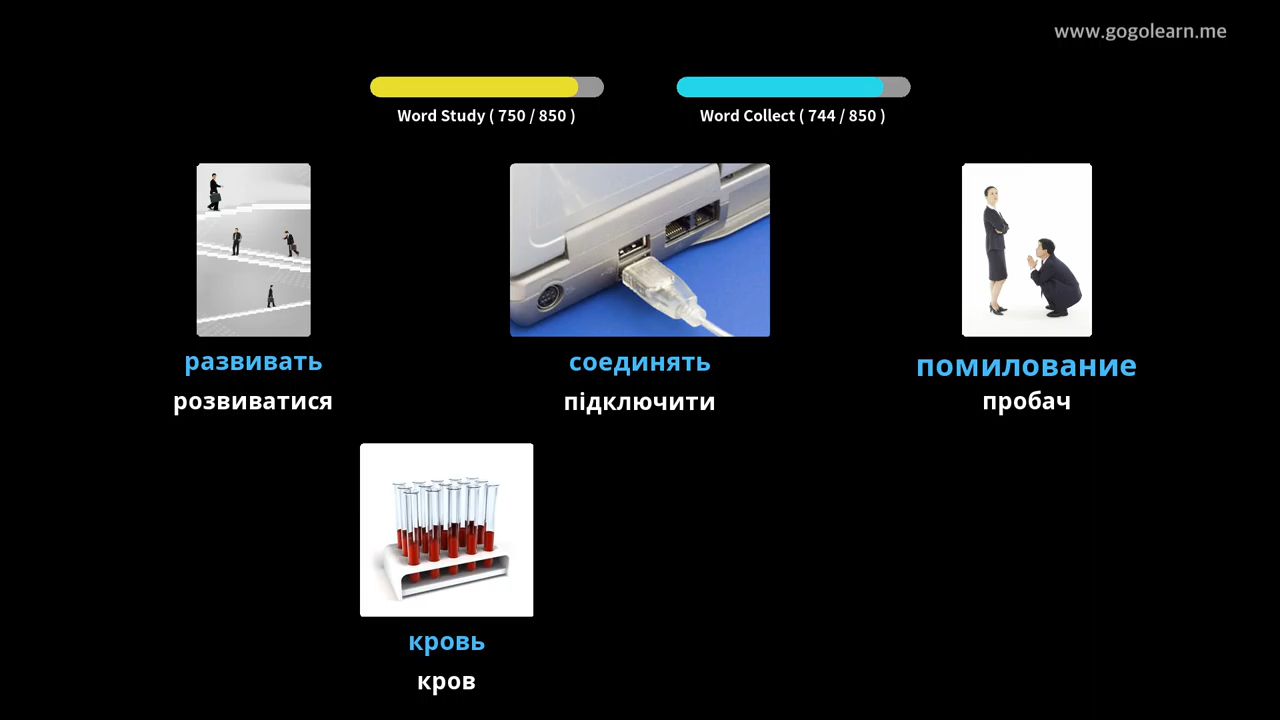 www.gogolearn.me
Word Study ( 750 / 850 )
Word Collect ( 744 / 850 )
развивать
розвиватися
соединять
підключити
помилование
пробач
кровь
кров